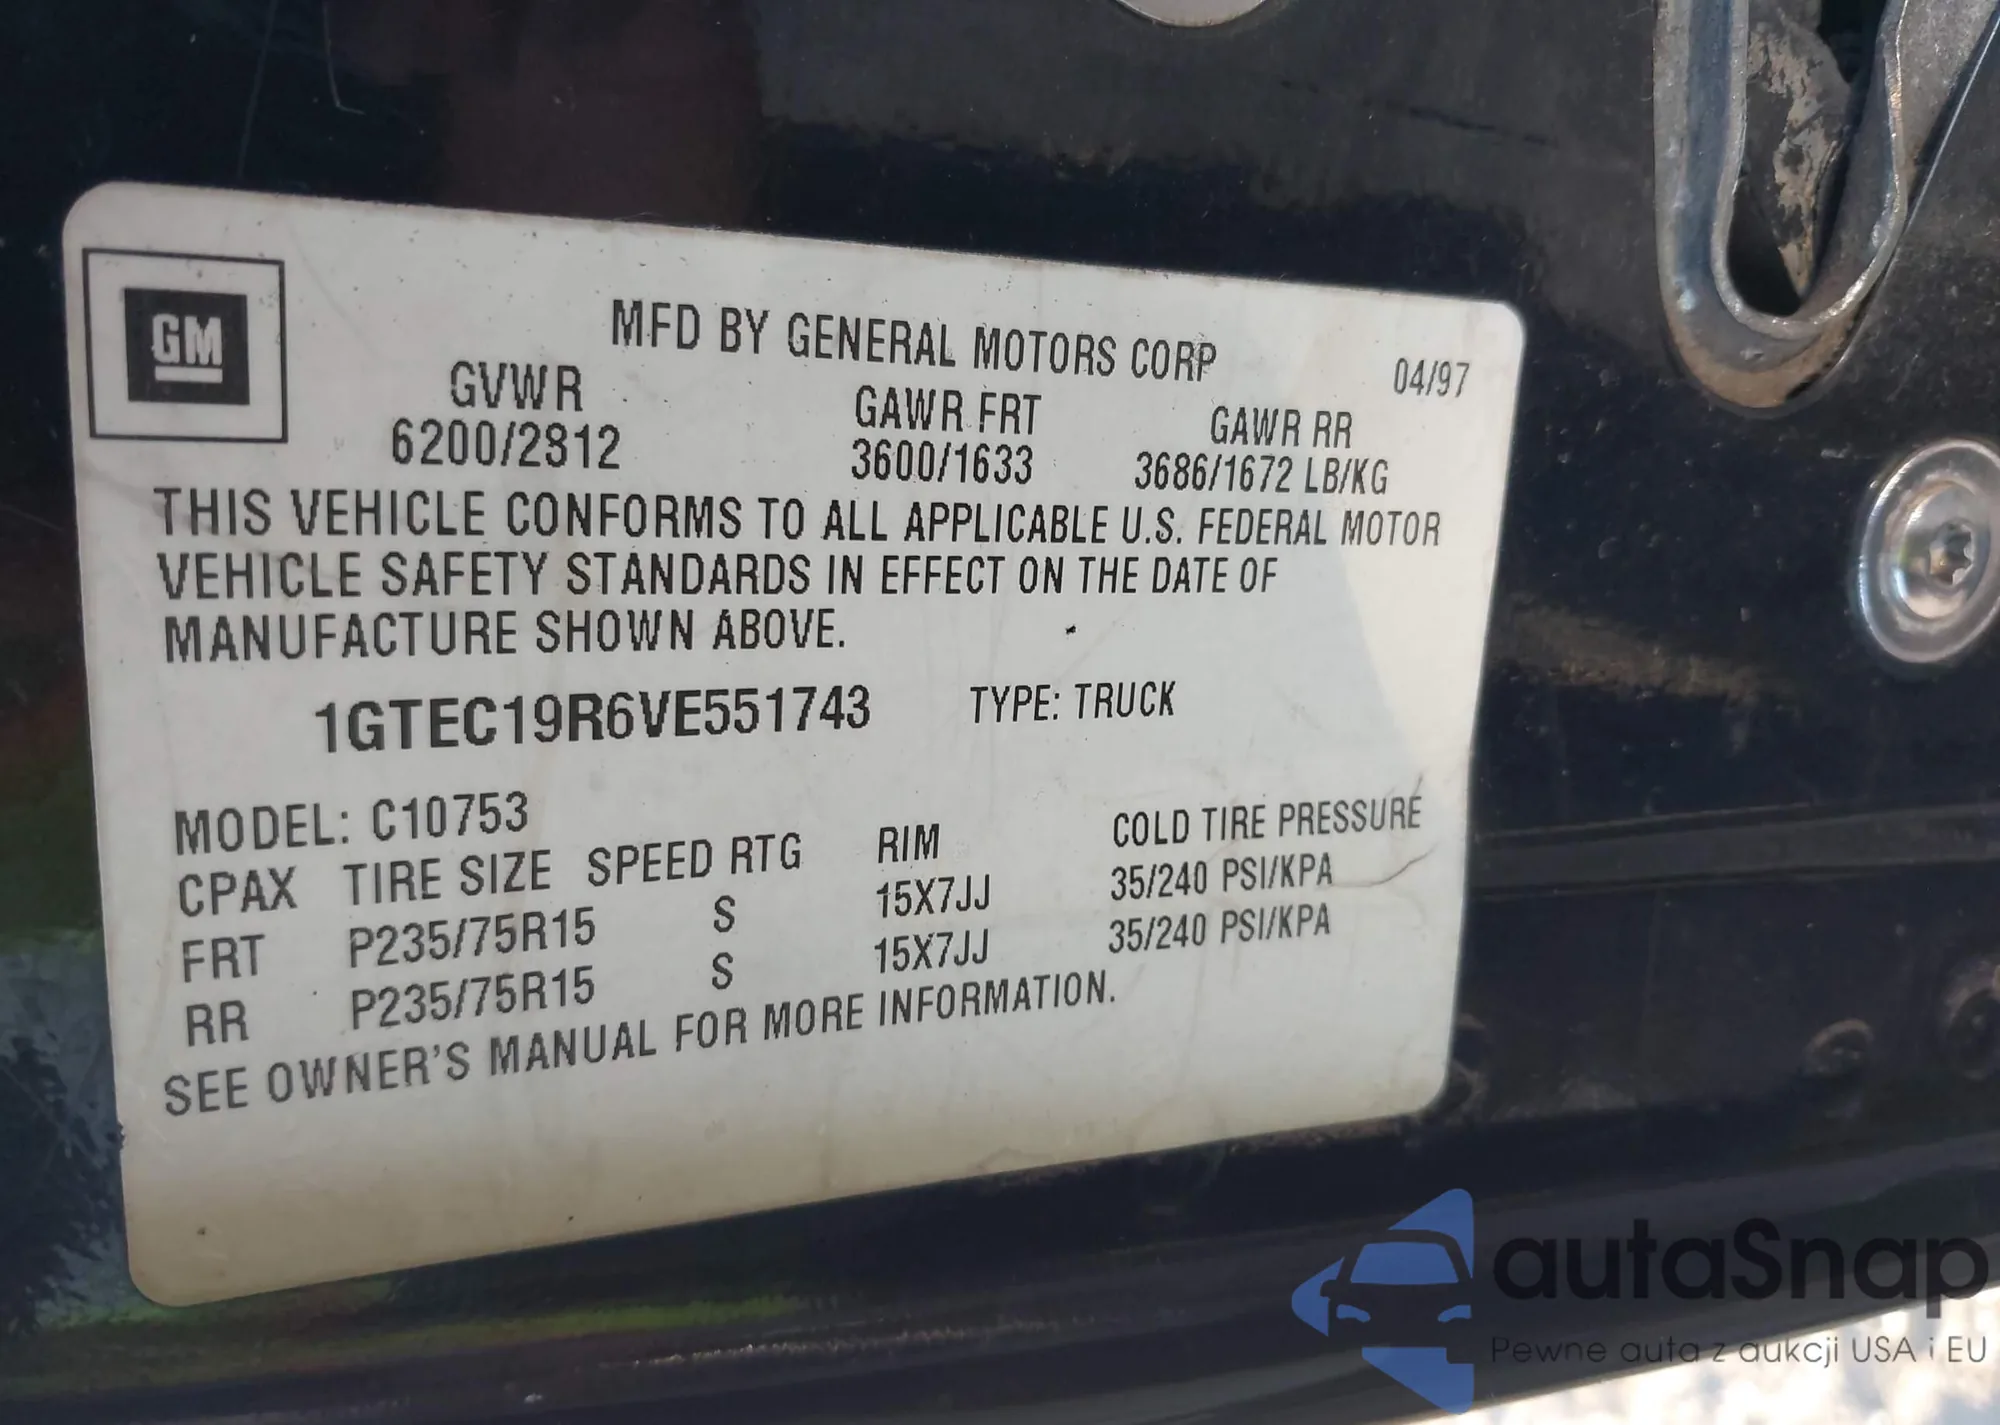 GM
MFD BY GENERAL MOTORS CORP
04/97
GVWR GAWR FRT GAWR RR
6200/2812 3600/1633 3686/1672 LB/KG
THIS VEHICLE CONFORMS TO ALL APPLICABLE U.S. FEDERAL MOTOR
VEHICLE SAFETY STANDARDS IN EFFECT ON THE DATE OF
MANUFACTURE SHOWN ABOVE.
1GTEC19R6VE551743 TYPE: TRUCK
MODEL: C10753
CPAX TIRE SIZE SPEED RTG RIM COLD TIRE PRESSURE
FRT P235/75R15 S 15X7JJ 35/240 PSI/KPA
RR P235/75R15 S 15X7JJ 35/240 PSI/KPA
SEE OWNER'S MANUAL FOR MORE INFORMATION.
autaSnap
Pewne auta z aukcji USA i EU